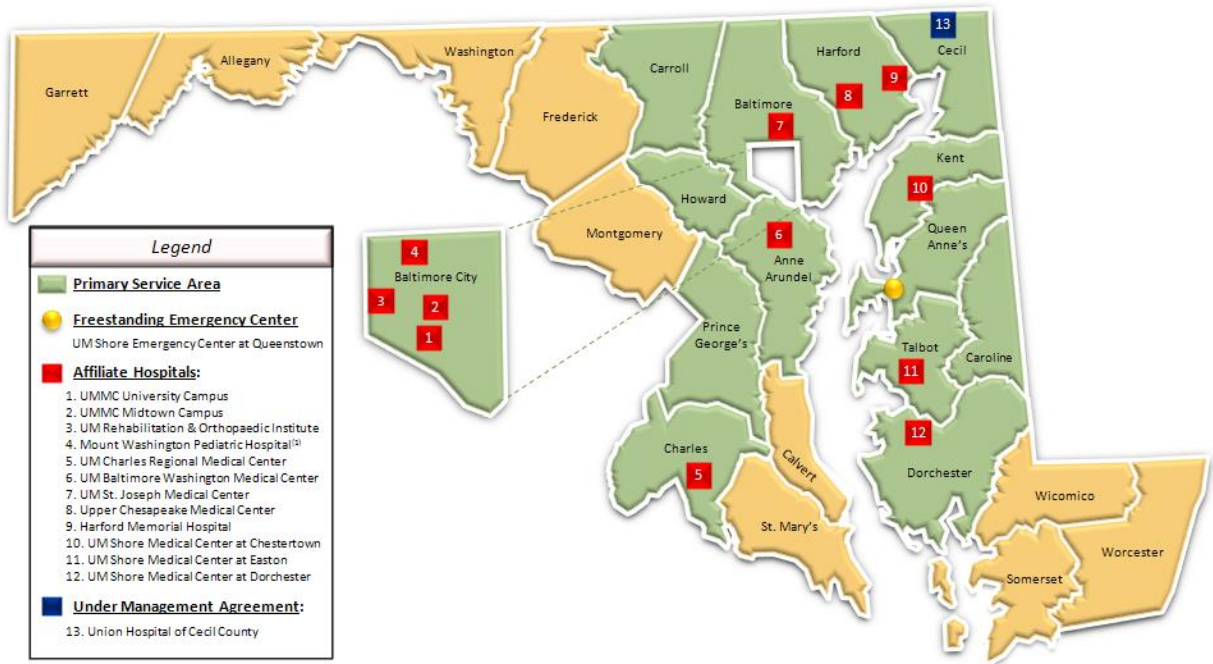 13
Cecil
Harford
9
8
Washington
Allegany
Garrett
Carroll
Baltimore
7
Frederick
Kent
10
Howard
Queen
Anne's
Montgomery
6
Anne
Arundel
4
Baltimore City
3
2
1
Prince
George's
Talbot
11
Caroline
12
Charles
5
Calvert
Dorchester
St. Mary's
Wicomico
Worcester
Somerset
Legend
Primary Service Area
Freestanding Emergency Center
UM Shore Emergency Center at Queenstown
Affiliate Hospitals:
1. UMMC University Campus
2. UMMC Midtown Campus
3. UM Rehabilitation & Orthopaedic Institute
4. Mount Washington Pediatric Hospital(1)
5. UM Charles Regional Medical Center
6. UM Baltimore Washington Medical Center
7. UM St. Joseph Medical Center
8. Upper Chesapeake Medical Center
9. Harford Memorial Hospital
10. UM Shore Medical Center at Chestertown
11. UM Shore Medical Center at Easton
12. UM Shore Medical Center at Dorchester
Under Management Agreement:
13. Union Hospital of Cecil County